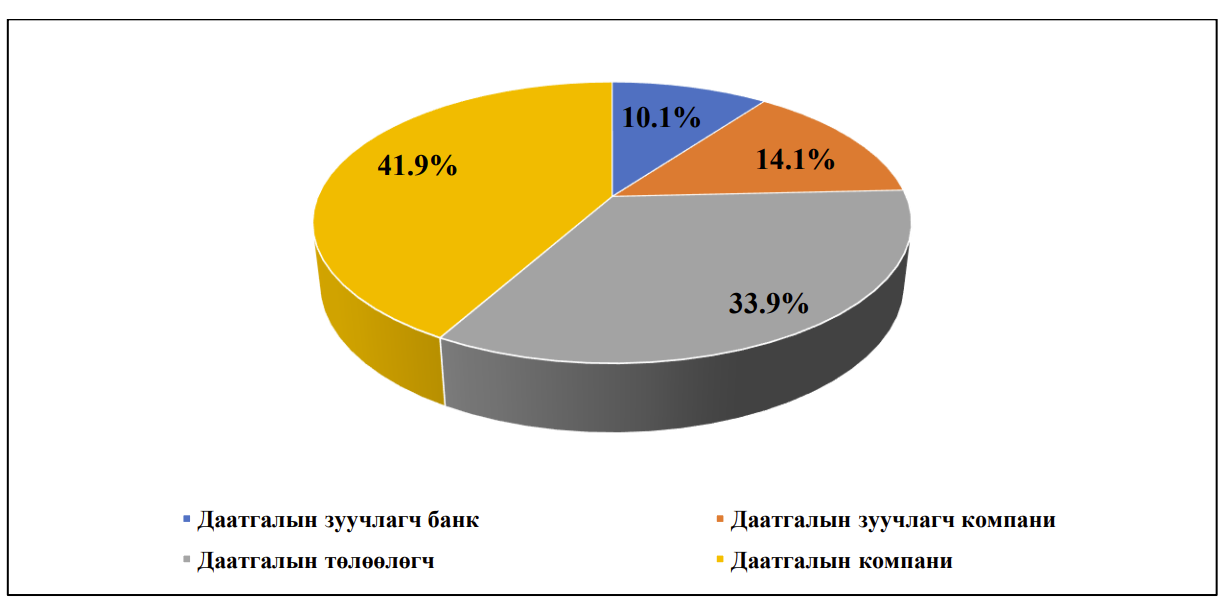 10.1%
14.1%
41.9%
33.9%
Даатгалын зуучлагч банк
Даатгалын зуучлагч компани
Даатгалын төлөөлөгч
Даатгалын компани